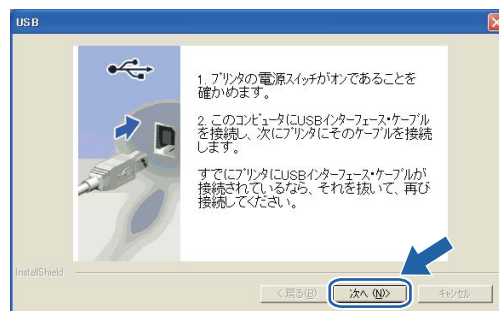 USB
1. プリンタの電源スイッチがオンであることを
確かめます。
2. このコンピュータにUSBインターフェース・ケーブル
を接続し、次にプリンタにそのケーブルを接続
します。
すでにプリンタにUSBインターフェース・ケーブルが
接続されているなら、それを抜いて、再び
接続してください。
InstallShield
< 戻る(B) 次へ (N)> キャンセル